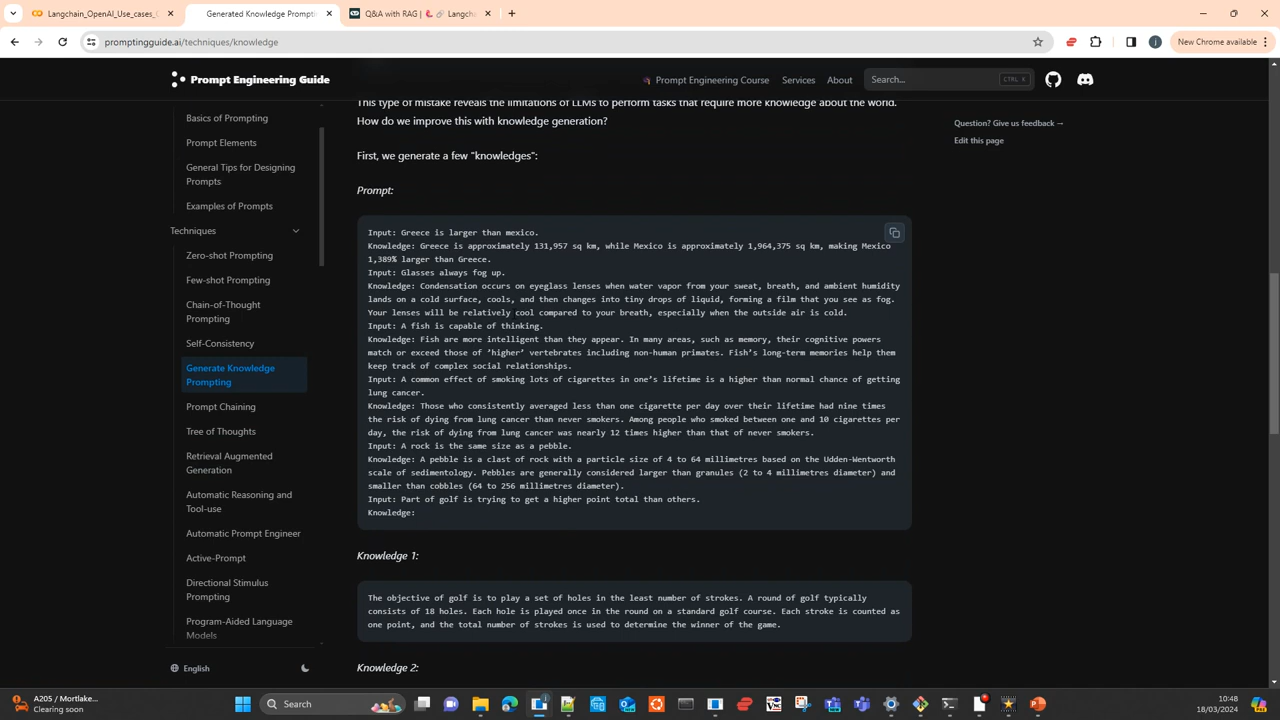 Langchain_OpenAI_Use_cases_C
Generated Knowledge Promptin
Q&A with RAG | 🦜️🔗 Langcha
promptingguide.ai/techniques/knowledge
New Chrome available
Prompt Engineering Guide
🎓 Prompt Engineering Course
Services
About
Search...
CTRL K
Basics of Prompting
Prompt Elements
General Tips for Designing
Prompts
Examples of Prompts
Techniques
Zero-shot Prompting
Few-shot Prompting
Chain-of-Thought
Prompting
Self-Consistency
Generate Knowledge
Prompting
Prompt Chaining
Tree of Thoughts
Retrieval Augmented
Generation
Automatic Reasoning and
Tool-use
Automatic Prompt Engineer
Active-Prompt
Directional Stimulus
Prompting
Program-Aided Language
Models
English
This type of mistake reveals the limitations of LLMs to perform tasks that require more knowledge about the world.
How do we improve this with knowledge generation?
First, we generate a few "knowledges":
Prompt:
Input: Greece is larger than mexico.
Knowledge: Greece is approximately 131,957 sq km, while Mexico is approximately 1,964,375 sq km, making Mexico
1,389% larger than Greece.
Input: Glasses always fog up.
Knowledge: Condensation occurs on eyeglass lenses when water vapor from your sweat, breath, and ambient humidity
lands on a cold surface, cools, and then changes into tiny drops of liquid, forming a film that you see as fog.
Your lenses will be relatively cool compared to your breath, especially when the outside air is cold.
Input: A fish is capable of thinking.
Knowledge: Fish are more intelligent than they appear. In many areas, such as memory, their cognitive powers
match or exceed those of ’higher’ vertebrates including non-human primates. Fish’s long-term memories help them
keep track of complex social relationships.
Input: A common effect of smoking lots of cigarettes in one’s lifetime is a higher than normal chance of getting
lung cancer.
Knowledge: Those who consistently averaged less than one cigarette per day over their lifetime had nine times
the risk of dying from lung cancer than never smokers. Among people who smoked between one and 10 cigarettes per
day, the risk of dying from lung cancer was nearly 12 times higher than that of never smokers.
Input: A rock is the same size as a pebble.
Knowledge: A pebble is a clast of rock with a particle size of 4 to 64 millimetres based on the Udden-Wentworth
scale of sedimentology. Pebbles are generally considered larger than granules (2 to 4 millimetres diameter) and
smaller than cobbles (64 to 256 millimetres diameter).
Input: Part of golf is trying to get a higher point total than others.
Knowledge:
Knowledge 1:
The objective of golf is to play a set of holes in the least number of strokes. A round of golf typically
consists of 18 holes. Each hole is played once in the round on a standard golf course. Each stroke is counted as
one point, and the total number of strokes is used to determine the winner of the game.
Knowledge 2:
Question? Give us feedback →
Edit this page
A205 / Mortlake...
Clearing soon
Search
10:48
18/03/2024